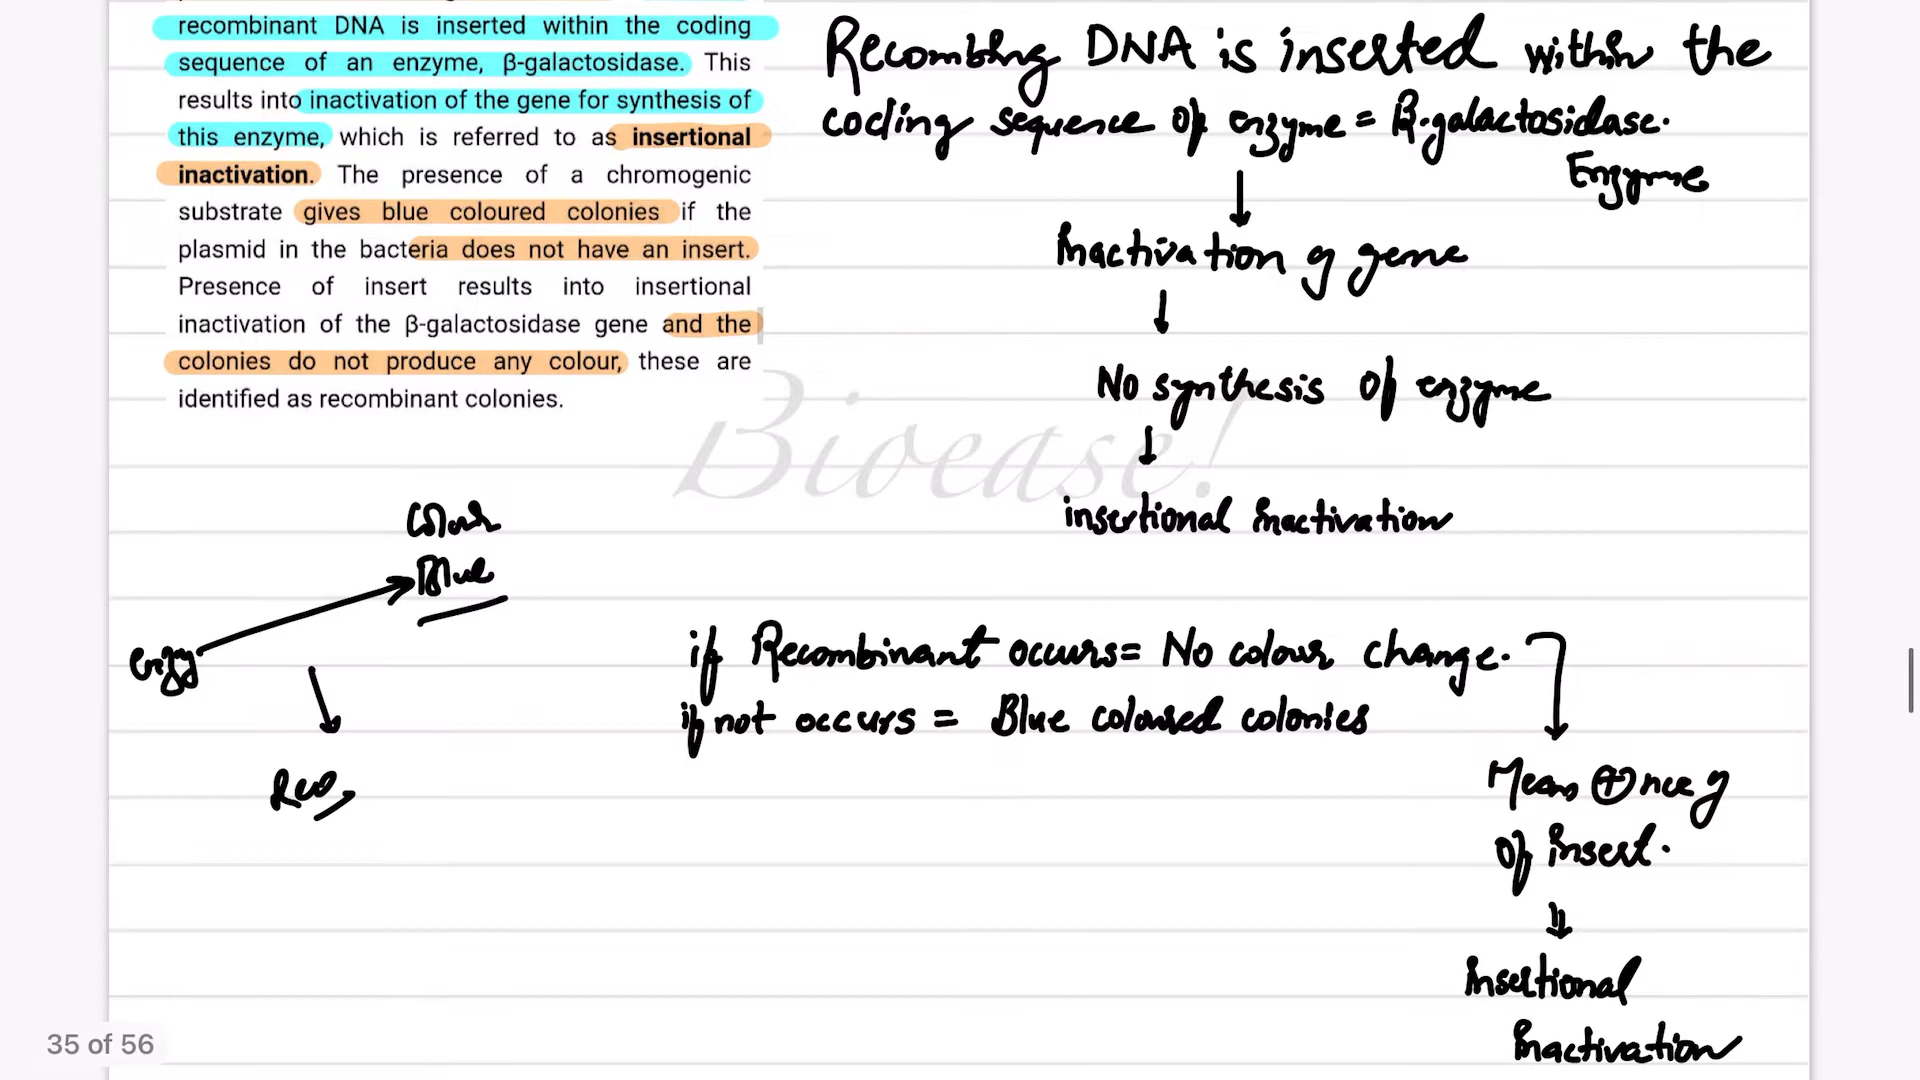 recombinant DNA is inserted within the coding
sequence of an enzyme, β-galactosidase. This
results into inactivation of the gene for synthesis of
this enzyme, which is referred to as insertional
inactivation. The presence of a chromogenic
substrate gives blue coloured colonies if the
plasmid in the bacteria does not have an insert.
Presence of insert results into insertional
inactivation of the β-galactosidase gene and the
colonies do not produce any colour, these are
identified as recombinant colonies.
DNA is inserted within the
coding sequence of enzyme = β-galactosidase.
Enzyme
↓
Inactivation of gene
↓
No synthesis of enzyme
↓
insertional inactivation
Bioease!
Colour
Blue
enzy
if Recombinant occurs = No colour change.
if not occurs = Blue coloured colonies
Means ⊕nce of
of insert.
⇓
Insertional
Inactivation
35 of 56